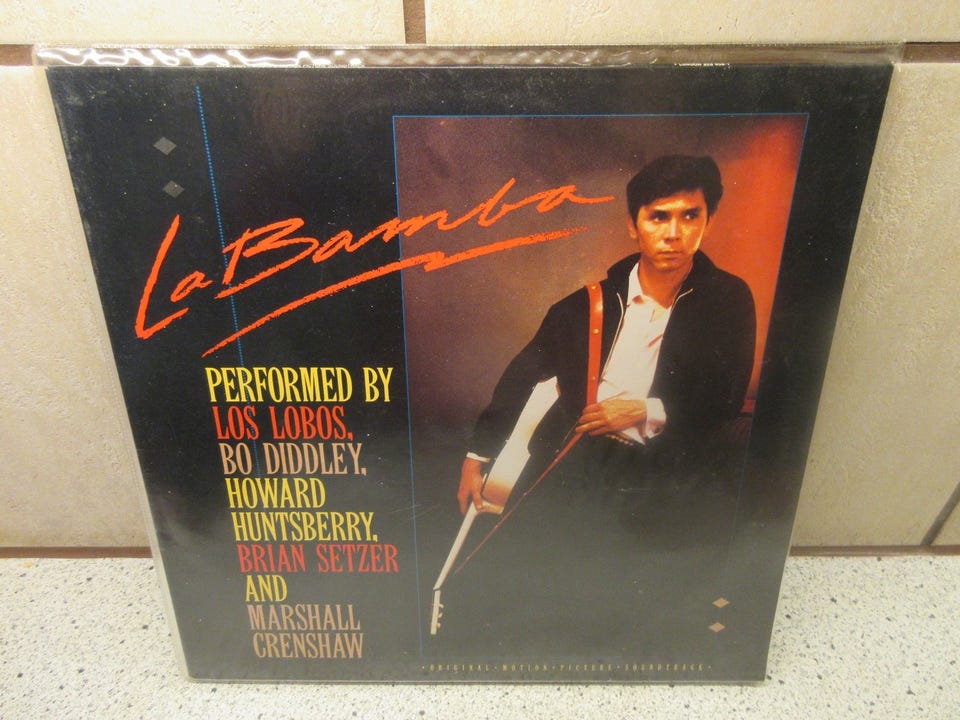 La Bamba
PERFORMED BY
LOS LOBOS,
BO DIDDLEY,
HOWARD
HUNTSBERRY,
BRIAN SETZER
AND
MARSHALL
CRENSHAW
• ORIGINAL • MOTION • PICTURE • SOUNDTRACK •